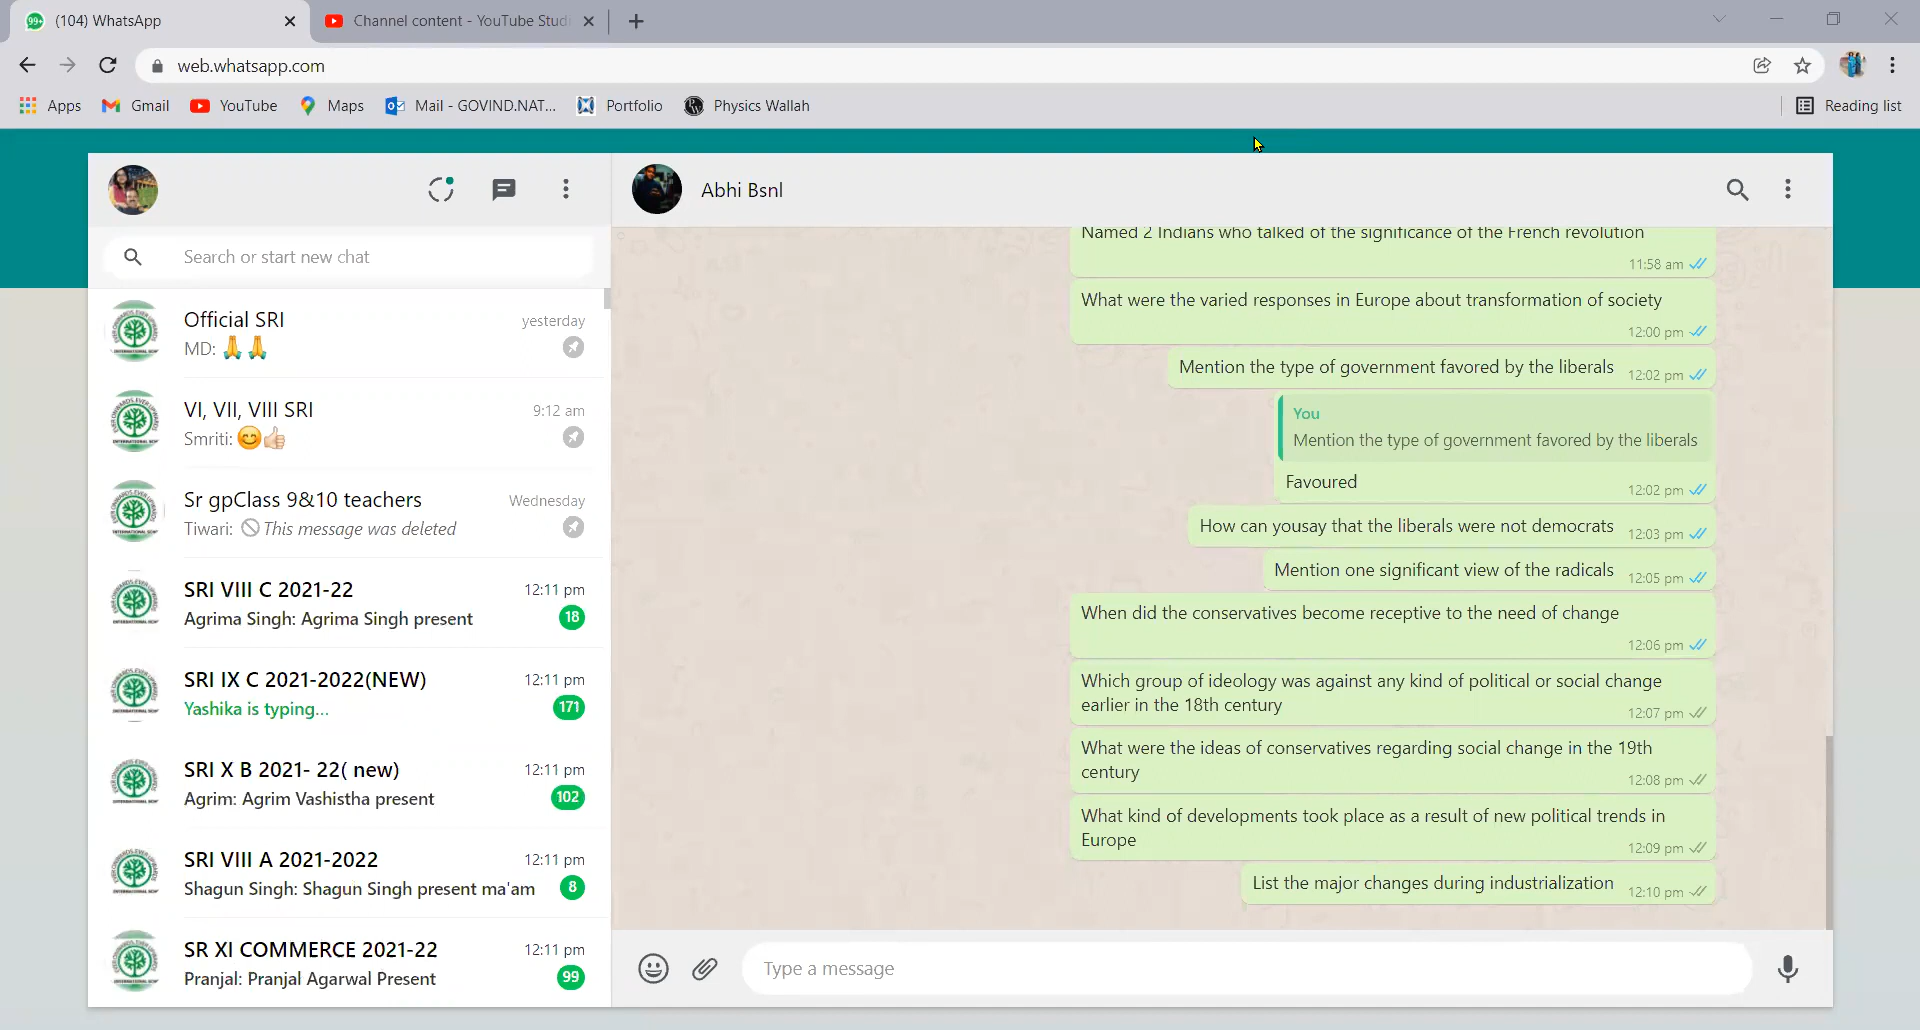 (104) WhatsApp
Channel content - YouTube Studi
web.whatsapp.com
Apps
Gmail
YouTube
Maps
Mail - GOVIND.NAT...
Portfolio
Physics Wallah
Reading list
Search or start new chat
Official SRI
yesterday
MD: 🙏🙏
VI, VII, VIII SRI
9:12 am
Smriti: 😊👍🏻
Sr gpClass 9&10 teachers
Wednesday
Tiwari: This message was deleted
SRI VIII C 2021-22
12:11 pm
Agrima Singh: Agrima Singh present
18
SRI IX C 2021-2022(NEW)
12:11 pm
Yashika is typing...
171
SRI X B 2021- 22( new)
12:11 pm
Agrim: Agrim Vashistha present
102
SRI VIII A 2021-2022
12:11 pm
Shagun Singh: Shagun Singh present ma'am
8
SR XI COMMERCE 2021-22
12:11 pm
Pranjal: Pranjal Agarwal Present
99
Abhi Bsnl
Named 2 Indians who talked of the significance of the French revolution
11:58 am
What were the varied responses in Europe about transformation of society
12:00 pm
Mention the type of government favored by the liberals
12:02 pm
You
Mention the type of government favored by the liberals
Favoured
12:02 pm
How can yousay that the liberals were not democrats
12:03 pm
Mention one significant view of the radicals
12:05 pm
When did the conservatives become receptive to the need of change
12:06 pm
Which group of ideology was against any kind of political or social change
earlier in the 18th century
12:07 pm
What were the ideas of conservatives regarding social change in the 19th
century
12:08 pm
What kind of developments took place as a result of new political trends in
Europe
12:09 pm
List the major changes during industrialization
12:10 pm
Type a message